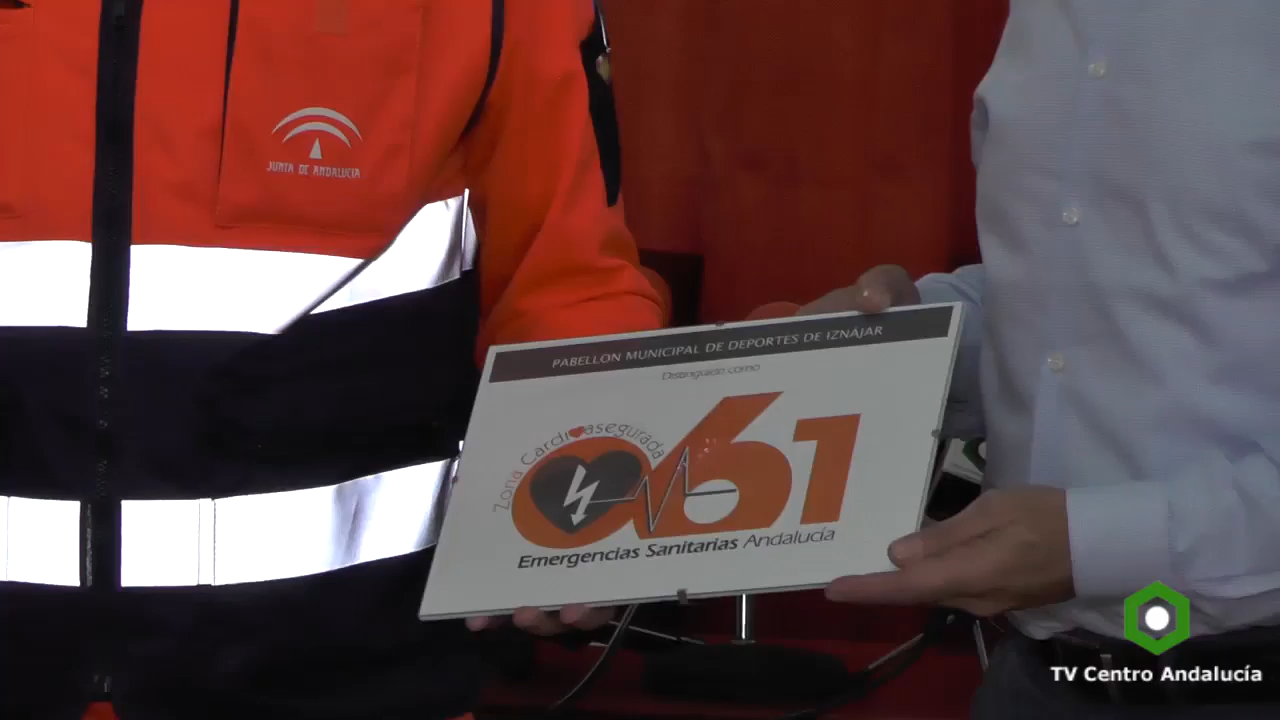 JUNTA DE ANDALUCIA
PABELLON MUNICIPAL DE DEPORTES DE IZNÁJAR
Distinguido como
Zona Cardioasegurada
061
Emergencias Sanitarias Andalucía
TV Centro Andalucía